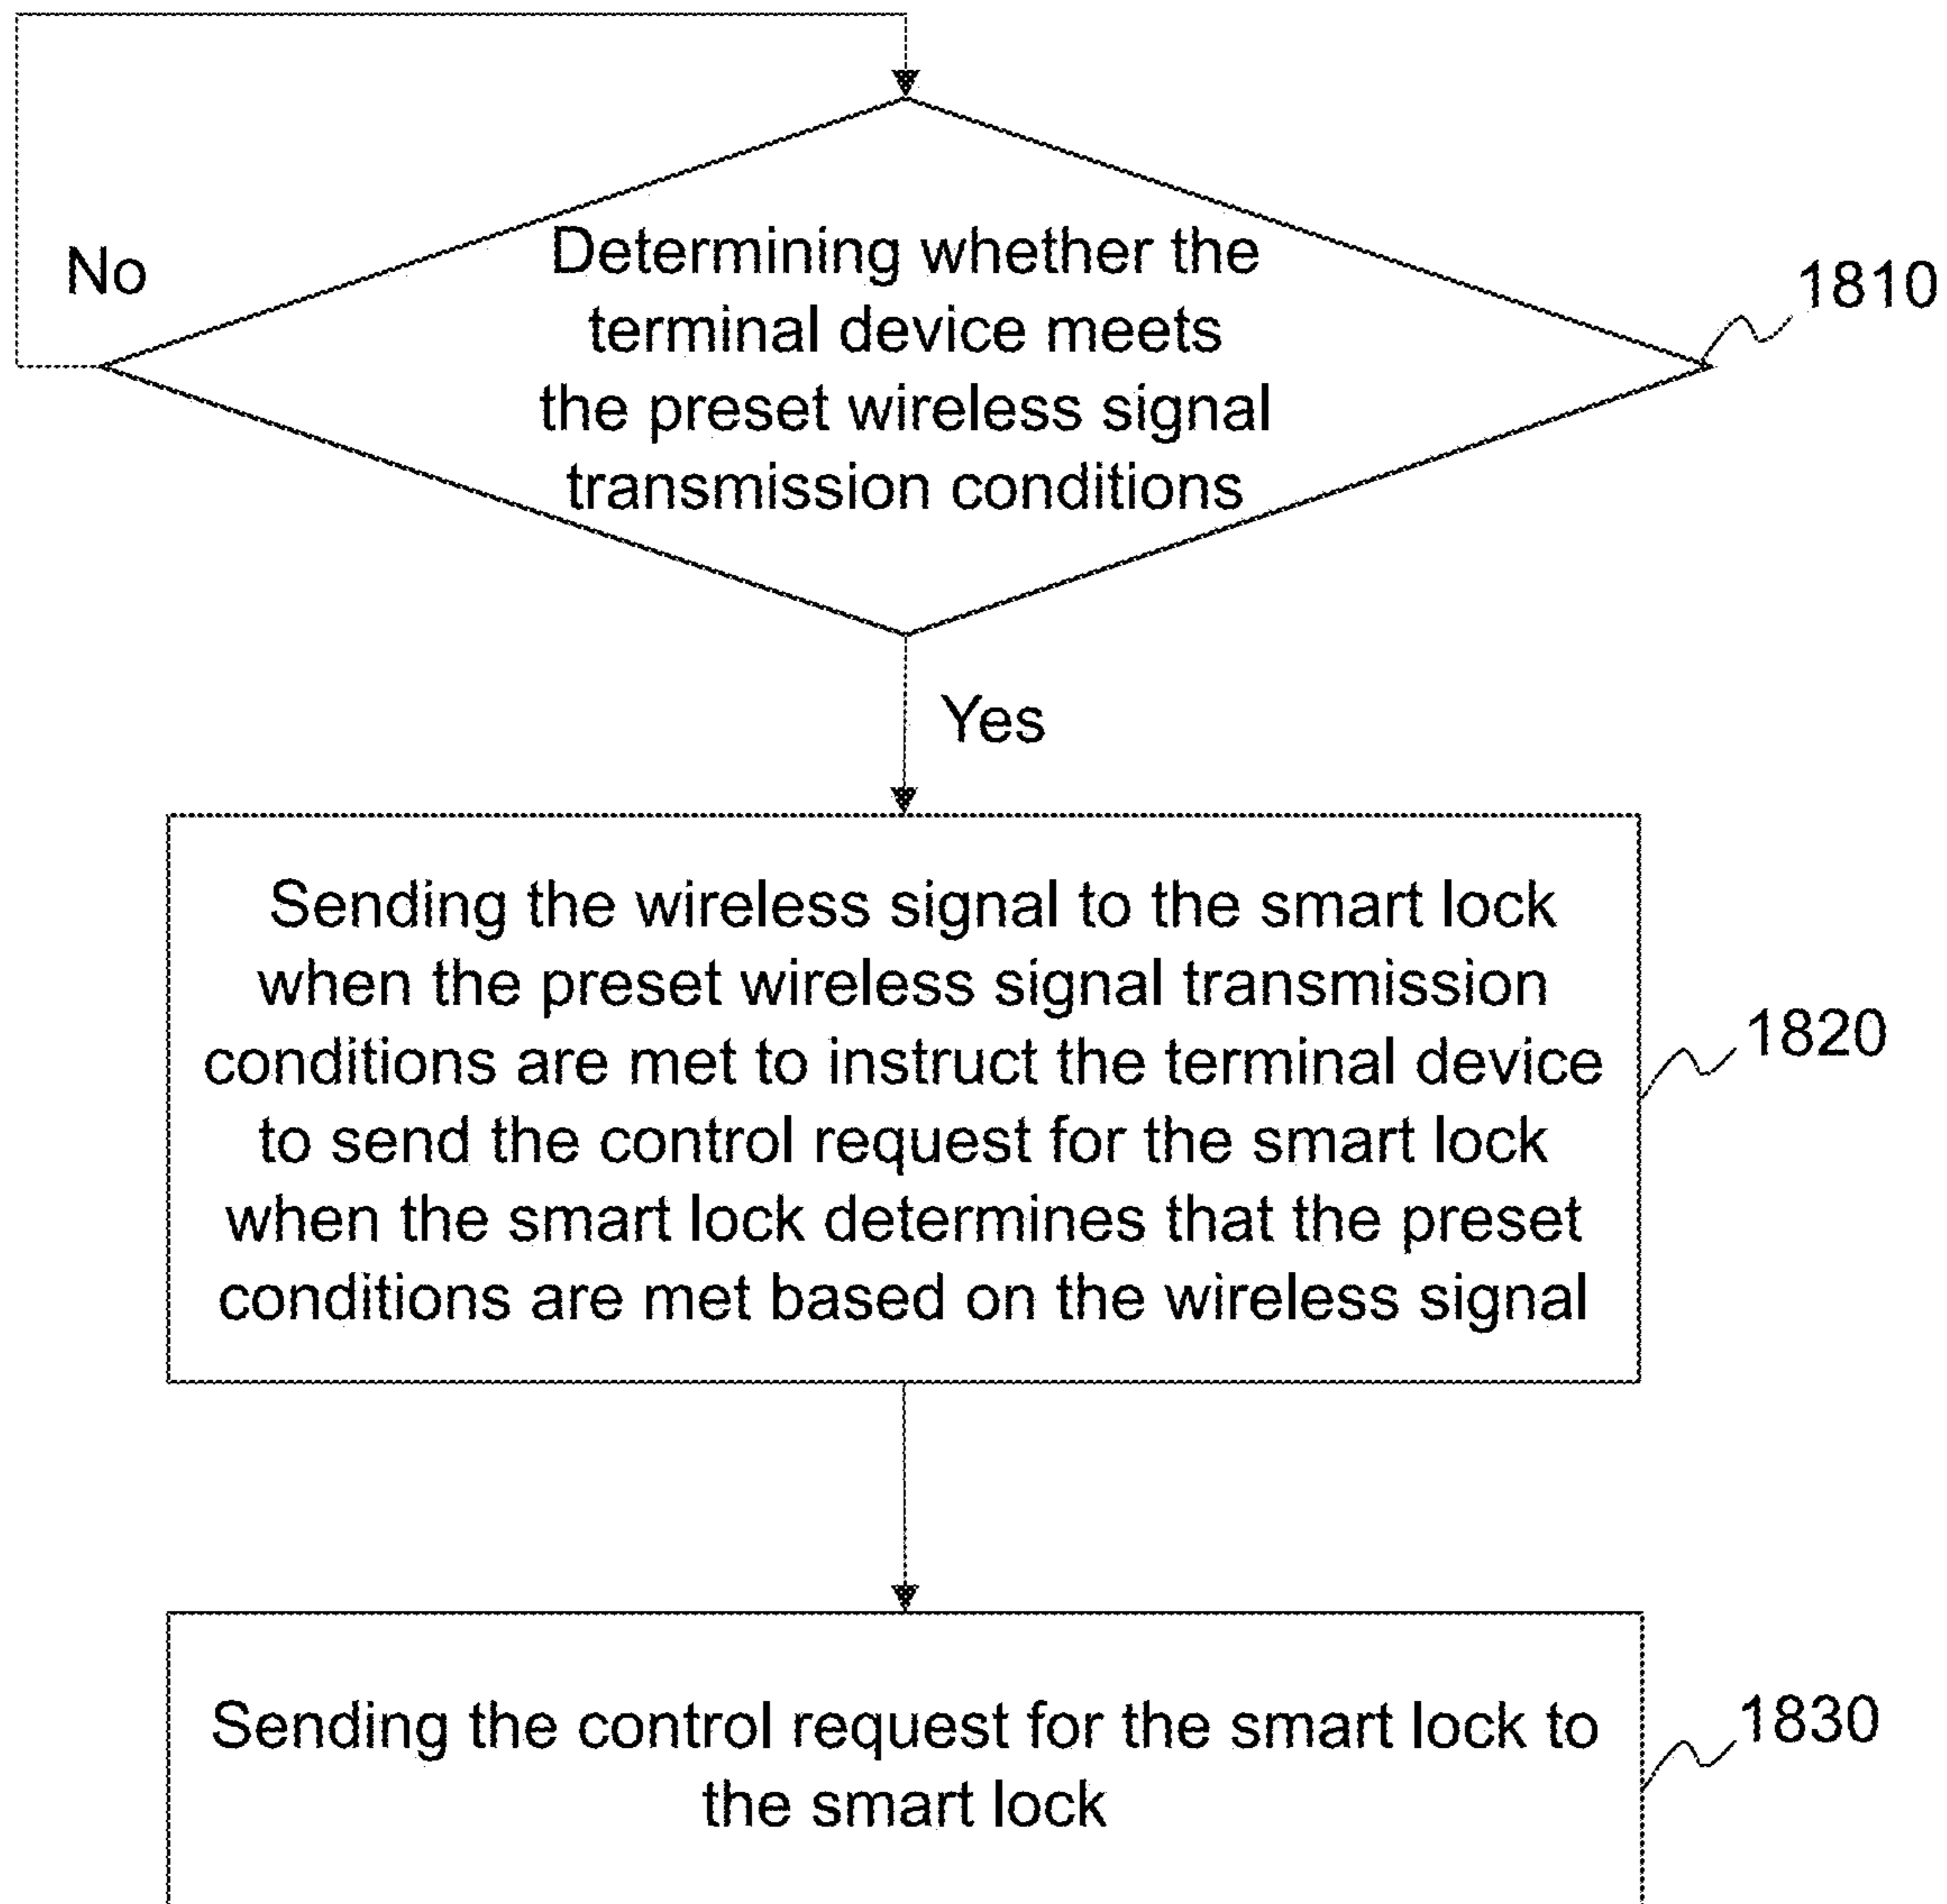 Determining whether the
No
terminal device meets
1810
the preset wireless signal
transmission conditions
Yes
Sending the wireless signal to the smart lock
when the preset wireless signal transmission
conditions are met to instruct the terminal device
1820
to send the control request for the smart lock
when the smart lock determines that the preset
conditions are met based on the wireless signal
Sending the control request for the smart lock to
1830
the smart lock